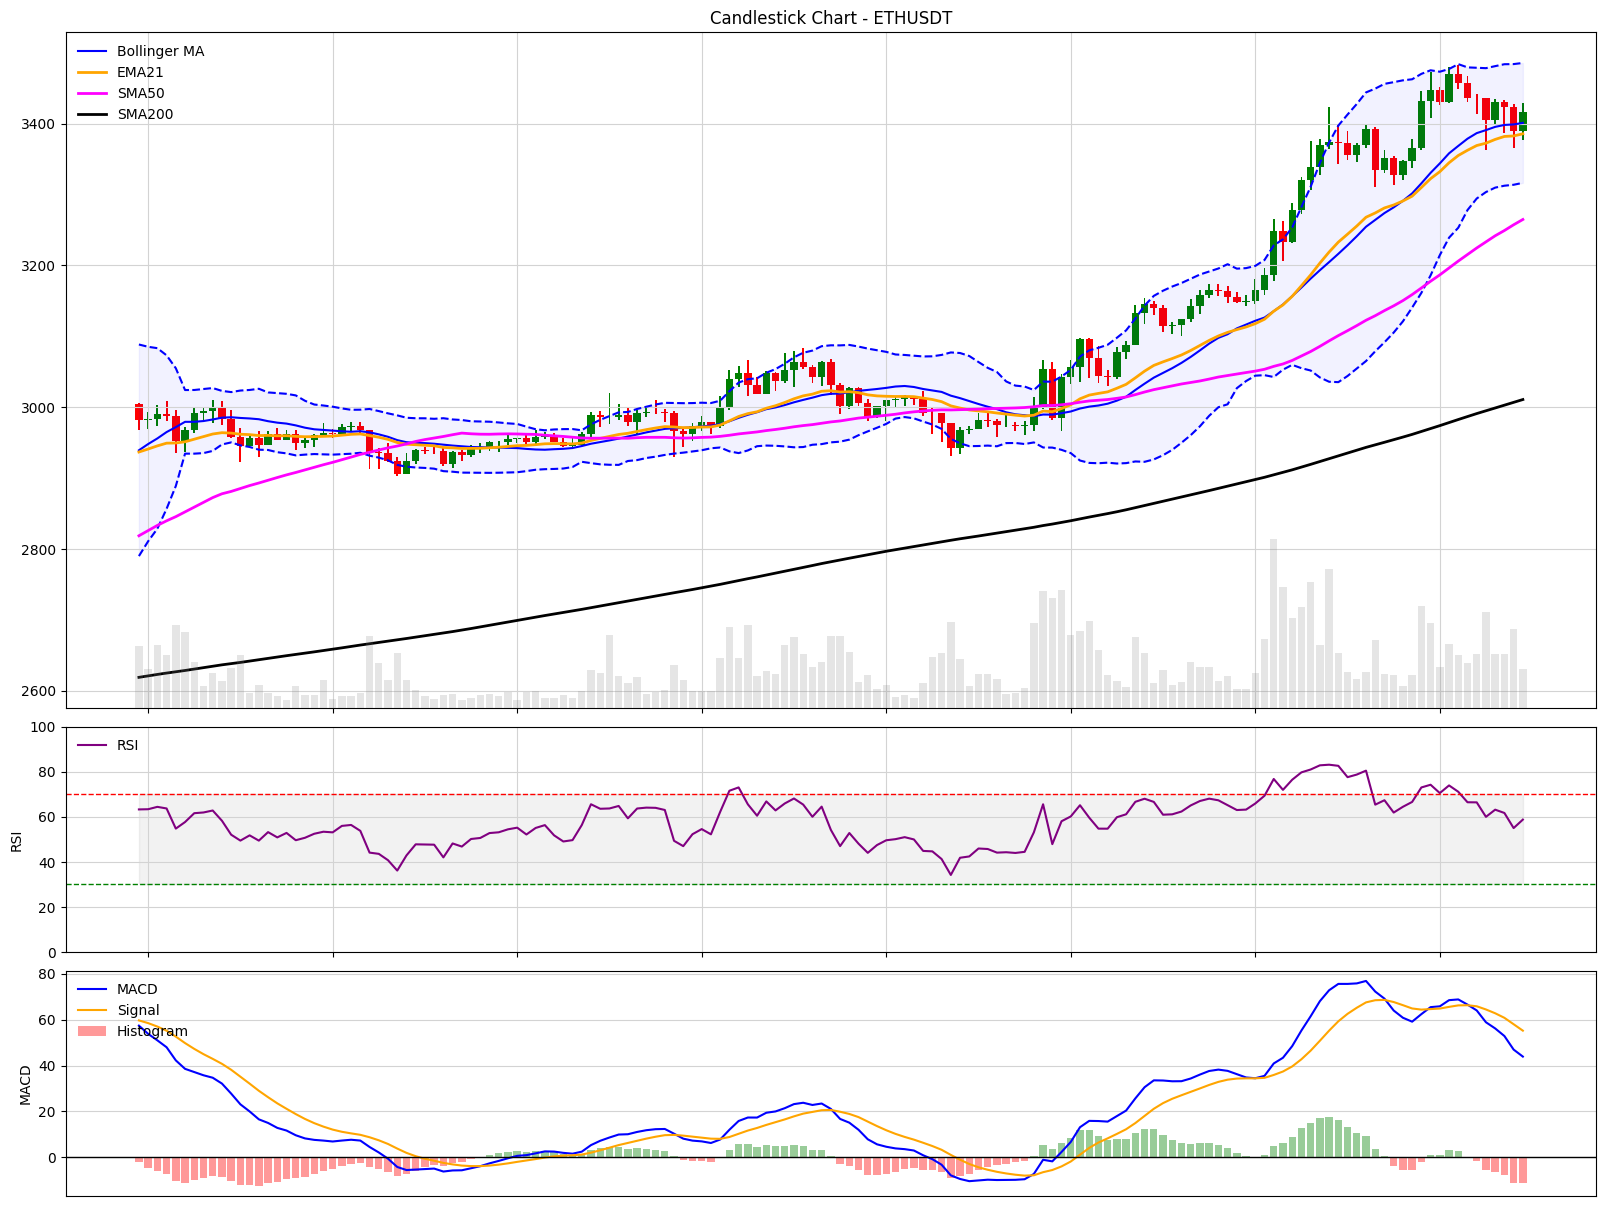 Candlestick Chart - ETHUSDT
Bollinger MA
EMA21
SMA50
SMA200
3400
3200
3000
2800
2600
100
RSI
80
60
RSI
40
20
0
80
MACD
Signal
60
Histogram
40
MACD
20
0